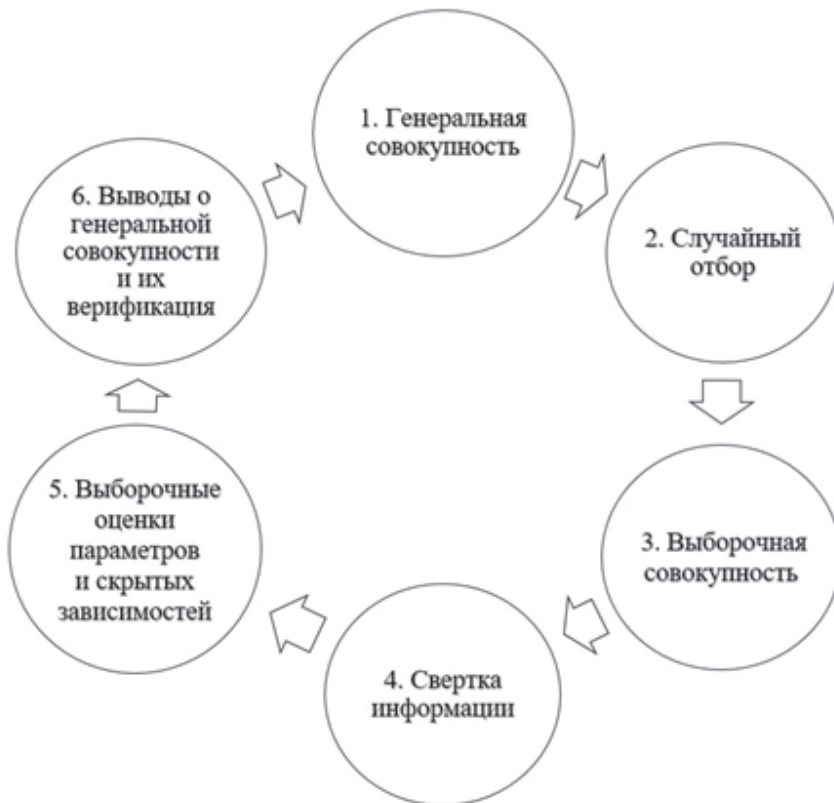 1. Генеральная
совокупность
2. Случайный
отбор
3. Выборочная
совокупность
4. Свертка
информации
5. Выборочные
оценки
параметров
и скрытых
зависимостей
6. Выводы о
генеральной
совокупности
и их
верификация